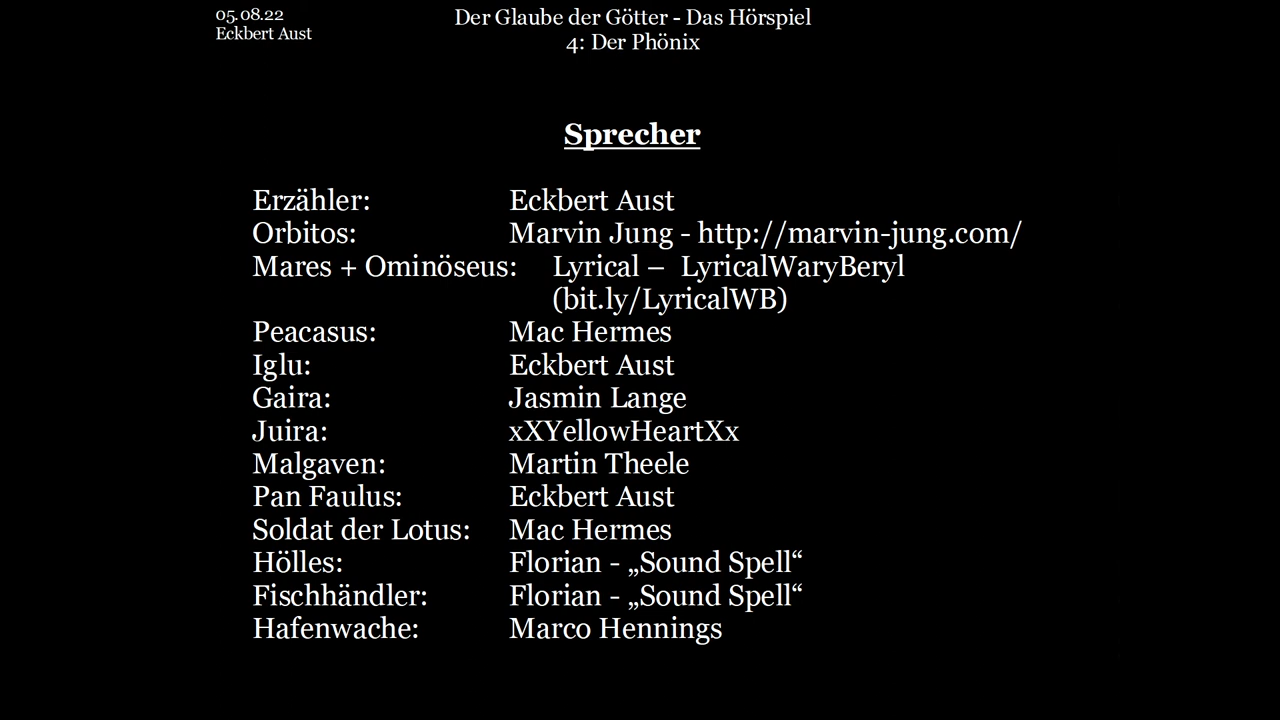 05.08.22
Eckbert Aust
Der Glaube der Götter - Das Hörspiel
4: Der Phönix
Sprecher
Erzähler: Eckbert Aust
Orbitos: Marvin Jung - http://marvin-jung.com/
Mares + Ominöseus: Lyrical – LyricalWaryBeryl
(bit.ly/LyricalWB)
Peacasus: Mac Hermes
Iglu: Eckbert Aust
Gaira: Jasmin Lange
Juira: xXYellowHeartXx
Malgaven: Martin Theele
Pan Faulus: Eckbert Aust
Soldat der Lotus: Mac Hermes
Hölles: Florian - „Sound Spell“
Fischhändler: Florian - „Sound Spell“
Hafenwache: Marco Hennings